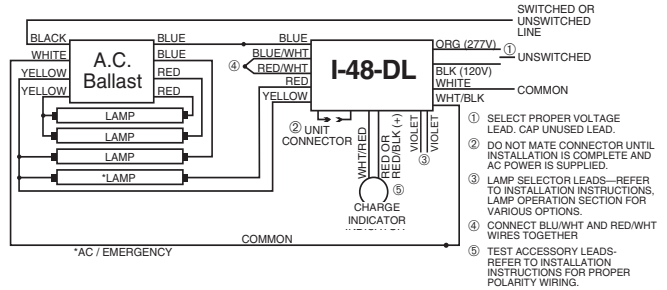 SWITCHED OR
UNSWITCHED
LINE
BLACK
BLUE
BLUE
ORG (277V)
①
UNSWITCHED
WHITE
BLUE
BLUE/WHT
A.C.
Ballast
I-48-DL
④
YELLOW
RED
RED/WHT
BLK (120V)
RED
WHITE
COMMON
YELLOW
RED
YELLOW
WHT/BLK
LAMP
LAMP
LAMP
*LAMP
② UNIT
CONNECTOR
WHT/RED
RED OR
RED/BLK (+)
VIOLET
VIOLET
③
⑤
CHARGE
INDICATOR
COMMON
*AC / EMERGENCY
① SELECT PROPER VOLTAGE
LEAD. CAP UNUSED LEAD.
② DO NOT MATE CONNECTOR UNTIL
INSTALLATION IS COMPLETE AND
AC POWER IS SUPPLIED.
③ LAMP SELECTOR LEADS—REFER
TO INSTALLATION INSTRUCTIONS,
LAMP OPERATION SECTION FOR
VARIOUS OPTIONS.
④ CONNECT BLU/WHT AND RED/WHT
WIRES TOGETHER
⑤ TEST ACCESSORY LEADS-
REFER TO INSTALLATION
INSTRUCTIONS FOR PROPER
POLARITY WIRING.